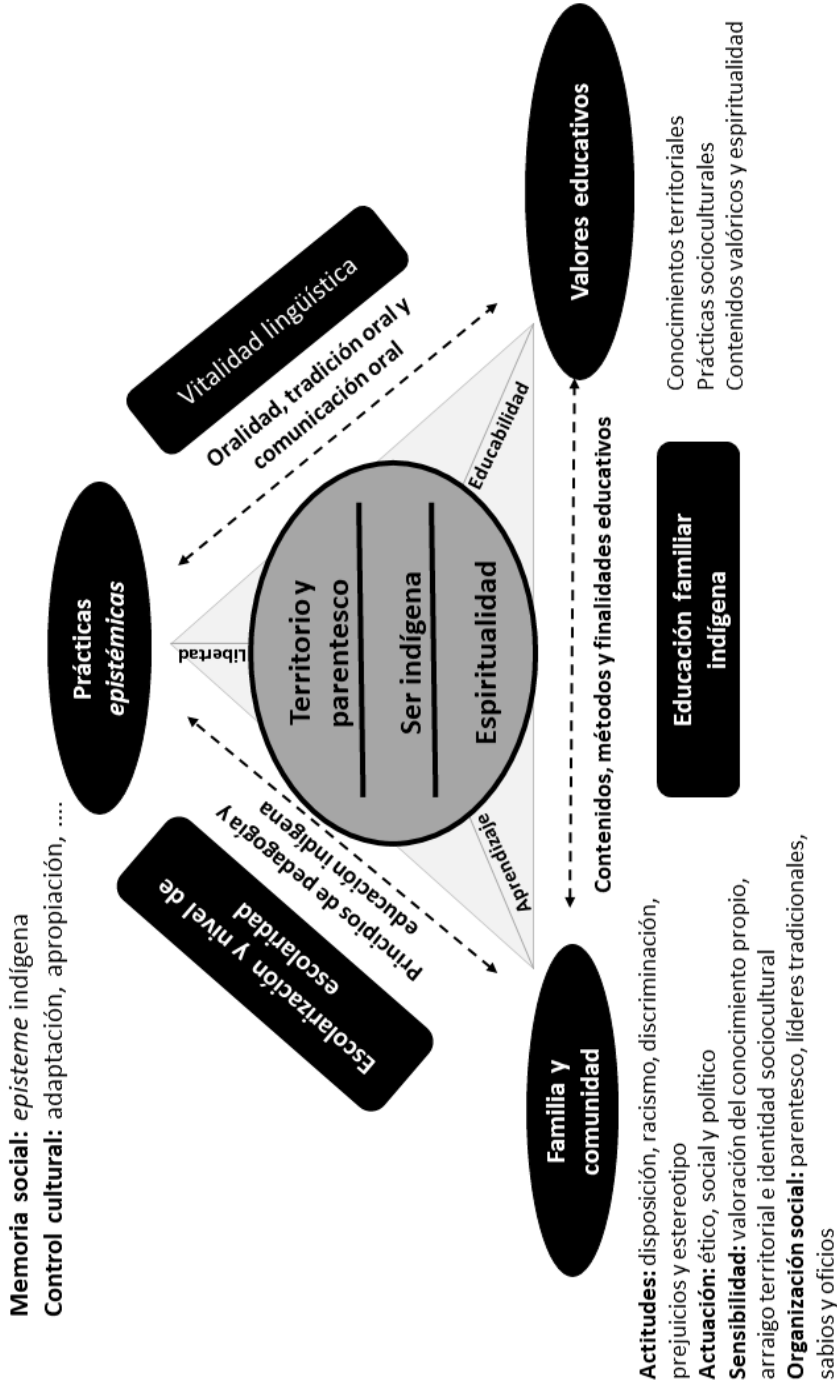 Memoria social: episteme indígena
Control cultural: adaptación, apropiación, ....
Prácticas
epistémicas
Escolarización y nivel de
escolaridad
Principios de pedagogía y
educación indígena
Vitalidad lingüística
Oralidad, tradición oral y
comunicación oral
Libertad
Territorio y
parentesco
Ser indígena
Espiritualidad
Aprendizaje
Educabilidad
Familia y
comunidad
Valores educativos
Contenidos, métodos y finalidades educativos
Educación familiar
indígena
Actitudes: disposición, racismo, discriminación,
prejuicios y estereotipo
Actuación: ético, social y político
Sensibilidad: valoración del conocimiento propio,
arraigo territorial e identidad sociocultural
Organización social: parentesco, líderes tradicionales,
sabios y oficios
Conocimientos territoriales
Prácticas socioculturales
Contenidos valóricos y espiritualidad